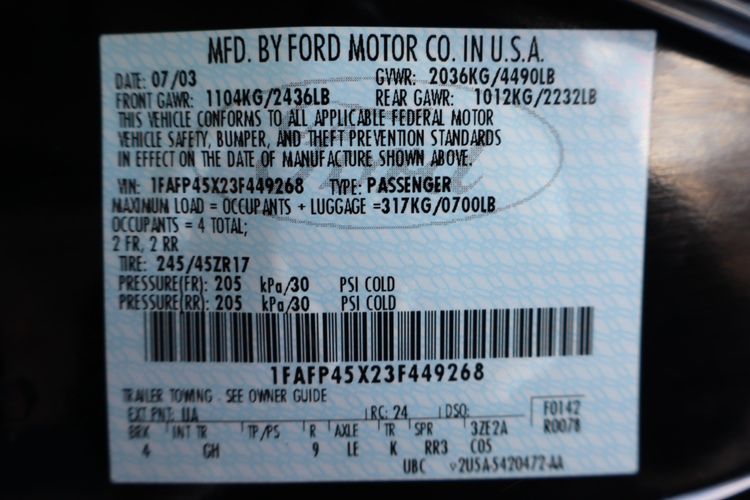 MFD. BY FORD MOTOR CO. IN U.S.A.
DATE: 07/03 GVWR: 2036KG/4490LB
FRONT GAWR: 1104KG/2436LB REAR GAWR: 1012KG/2232LB
THIS VEHICLE CONFORMS TO ALL APPLICABLE FEDERAL MOTOR
VEHICLE SAFETY, BUMPER, AND THEFT PREVENTION STANDARDS
IN EFFECT ON THE DATE OF MANUFACTURE SHOWN ABOVE.
VIN: 1FAFP45X23F449268 TYPE: PASSENGER
MAXIMUM LOAD = OCCUPANTS + LUGGAGE =317KG/0700LB
OCCUPANTS = 4 TOTAL;
2 FR, 2 RR
TIRE: 245/45ZR17
PRESSURE(FR): 205 kPa/30 PSI COLD
PRESSURE(RR): 205 kPa/30 PSI COLD
1FAFP45X23F449268
TRAILER TOWING - SEE OWNER GUIDE
EXT PNT: UA RC: 24 DSO: F0142
R0078
BRK INT TR TP/PS R AXLE TR SPR 3ZE2A
4 GH 9 LE K RR3 C05
UBC v2U5A-5420472-AA